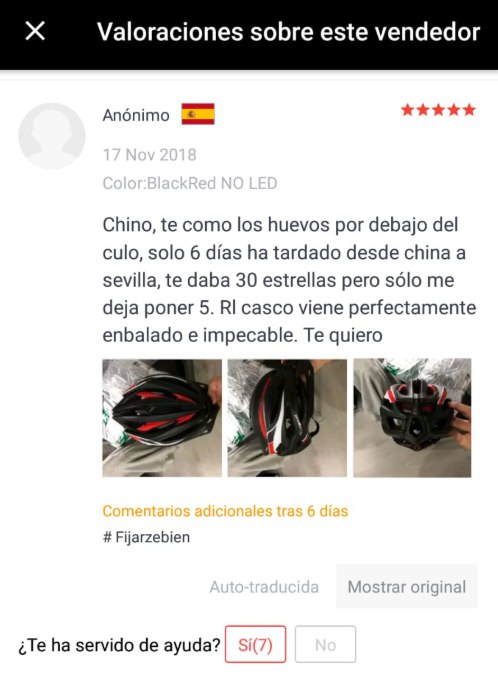 Valoraciones sobre este vendedor
Anónimo
17 Nov 2018
Color:BlackRed NO LED
Chino, te como los huevos por debajo del
culo, solo 6 días ha tardado desde china a
sevilla, te daba 30 estrellas pero sólo me
deja poner 5. Rl casco viene perfectamente
enbalado e impecable. Te quiero
Comentarios adicionales tras 6 días
# Fijarzebien
Auto-traducida
Mostrar original
¿Te ha servido de ayuda?
Sí(7)
No